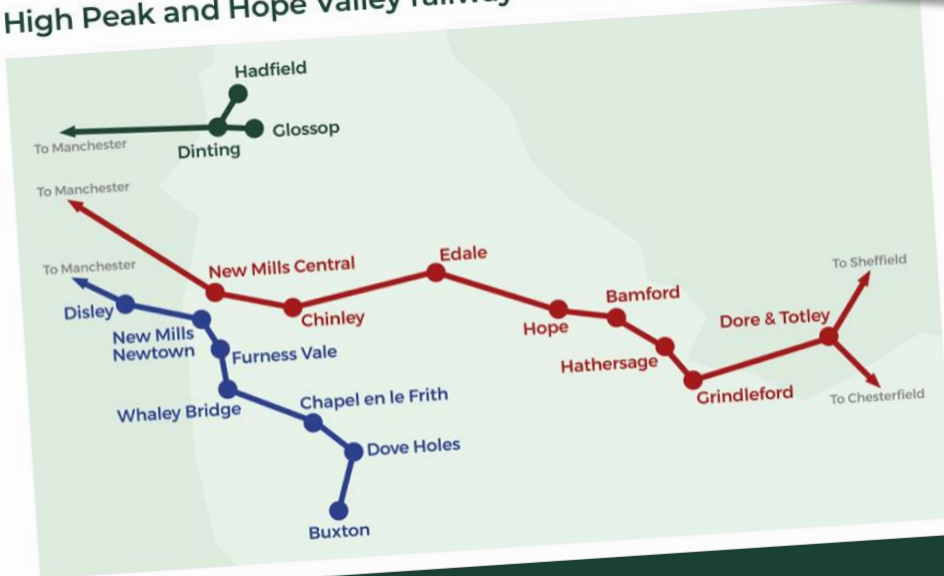 High Peak and Hope Valley railway
Hadfield
Glossop
Dinting
To Manchester
To Manchester
To Manchester
New Mills Central
Chinley
Edale
Hope
Bamford
Hathersage
Grindleford
Dore & Totley
To Sheffield
To Chesterfield
Disley
New Mills
Newtown
Furness Vale
Whaley Bridge
Chapel en le Frith
Dove Holes
Buxton